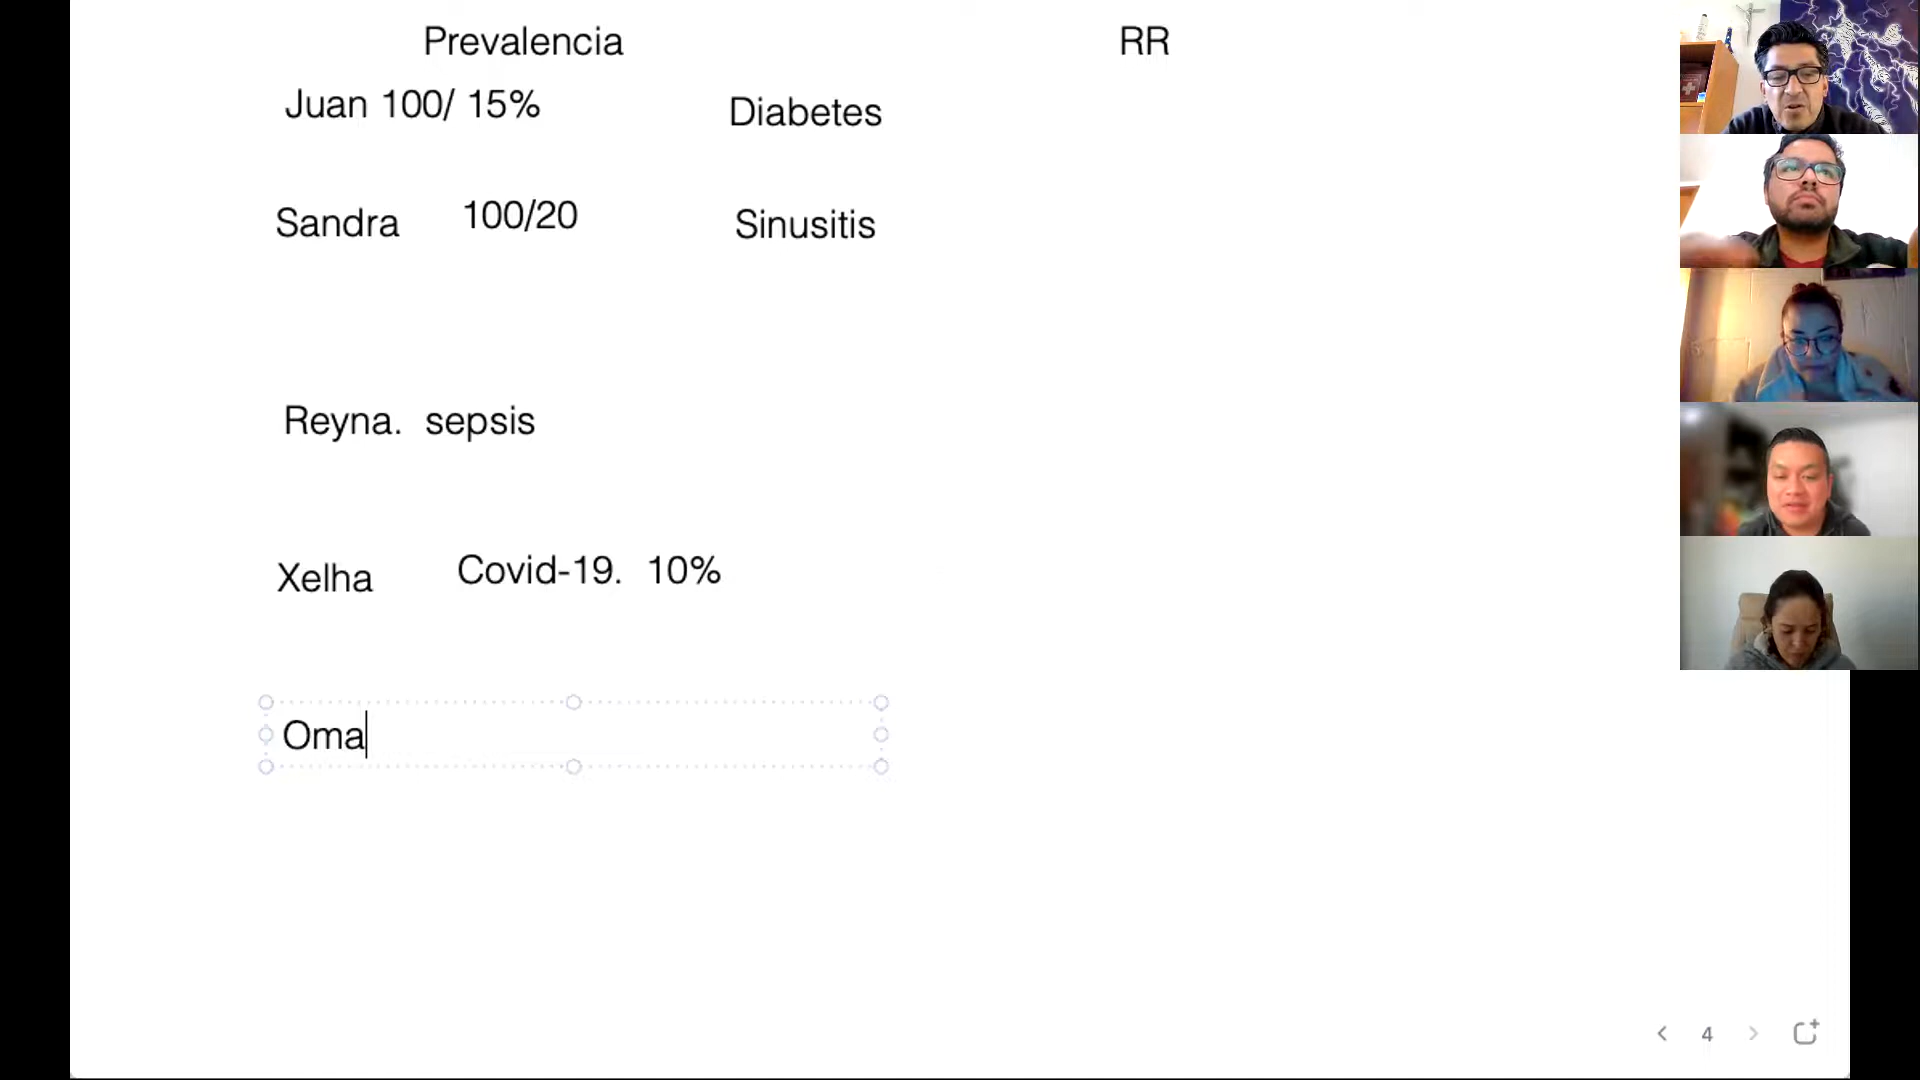 Prevalencia RR
Juan 100/ 15% Diabetes
Sandra 100/20 Sinusitis
Reyna. sepsis
Xelha Covid-19. 10%
Oma
4